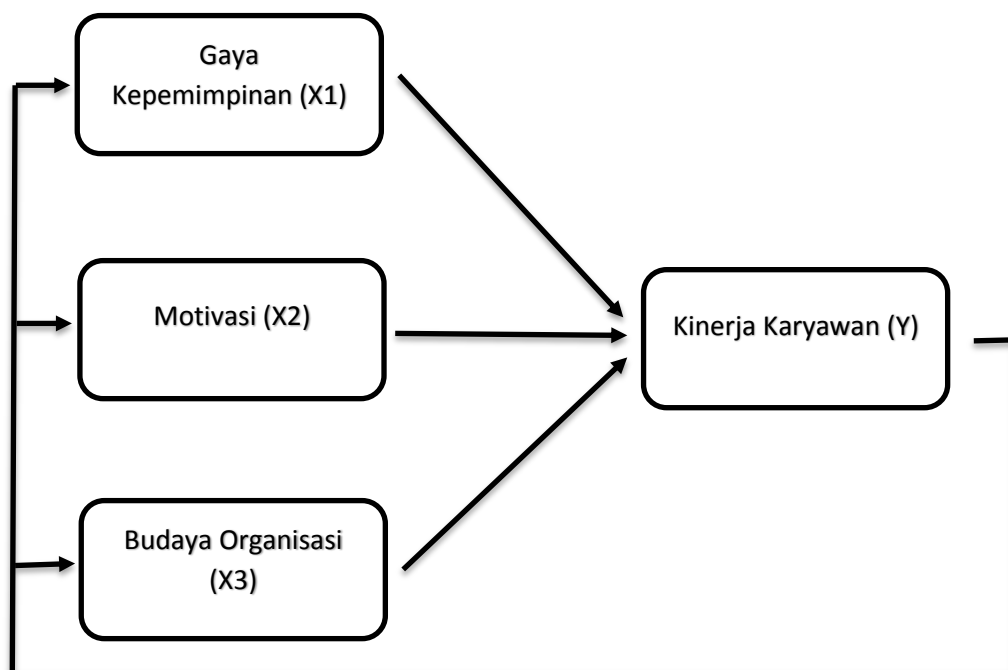 Gaya
Kepemimpinan (X1)
Motivasi (X2)
Kinerja Karyawan (Y)
Budaya Organisasi
(X3)